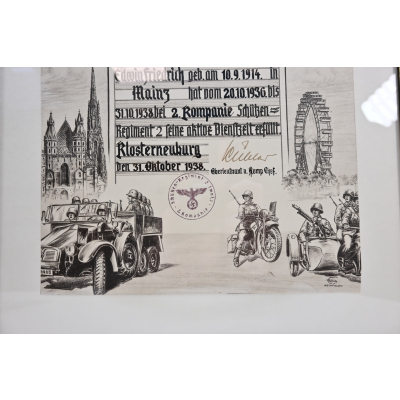 Edwin Friedrich geb. am 10.9.1914. in
Mainz hat vom 20.10.1936. bis
31.10.1938. bei 2. Kompanie Schützen=
Regiment 2 seine aktive Dienstzeit erfüllt.
Klosterneuburg
den 31. Oktober 1938.
Oberleutnant u. Komp. Chef.